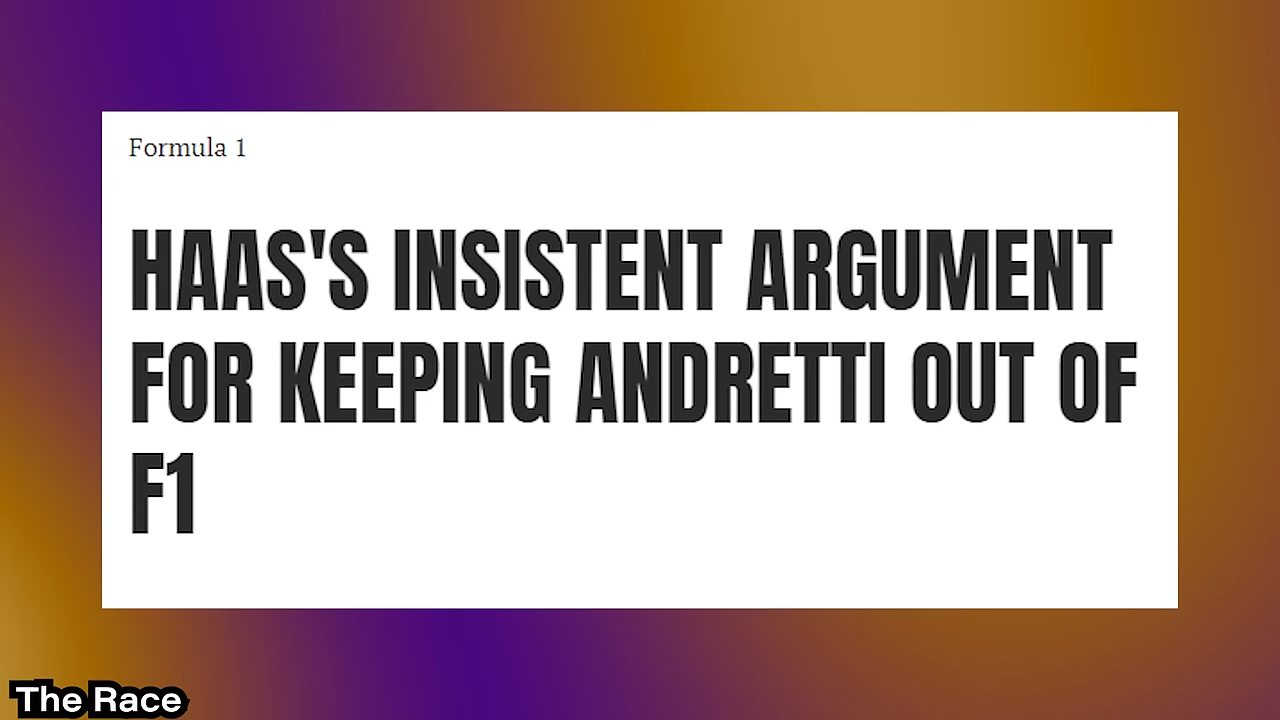 Formula 1
HAAS'S INSISTENT ARGUMENT
FOR KEEPING ANDRETTI OUT OF
F1
The Race